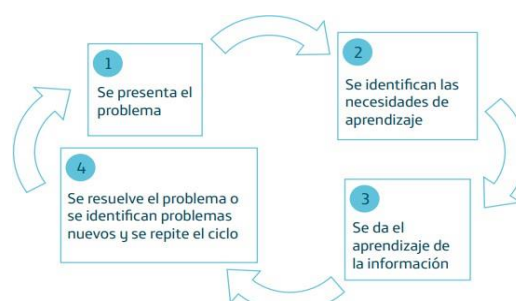 1
Se presenta el
problema
2
Se identifican las
necesidades de
aprendizaje
3
Se da el
aprendizaje de
la información
4
Se resuelve el problema o
se identifican problemas
nuevos y se repite el ciclo